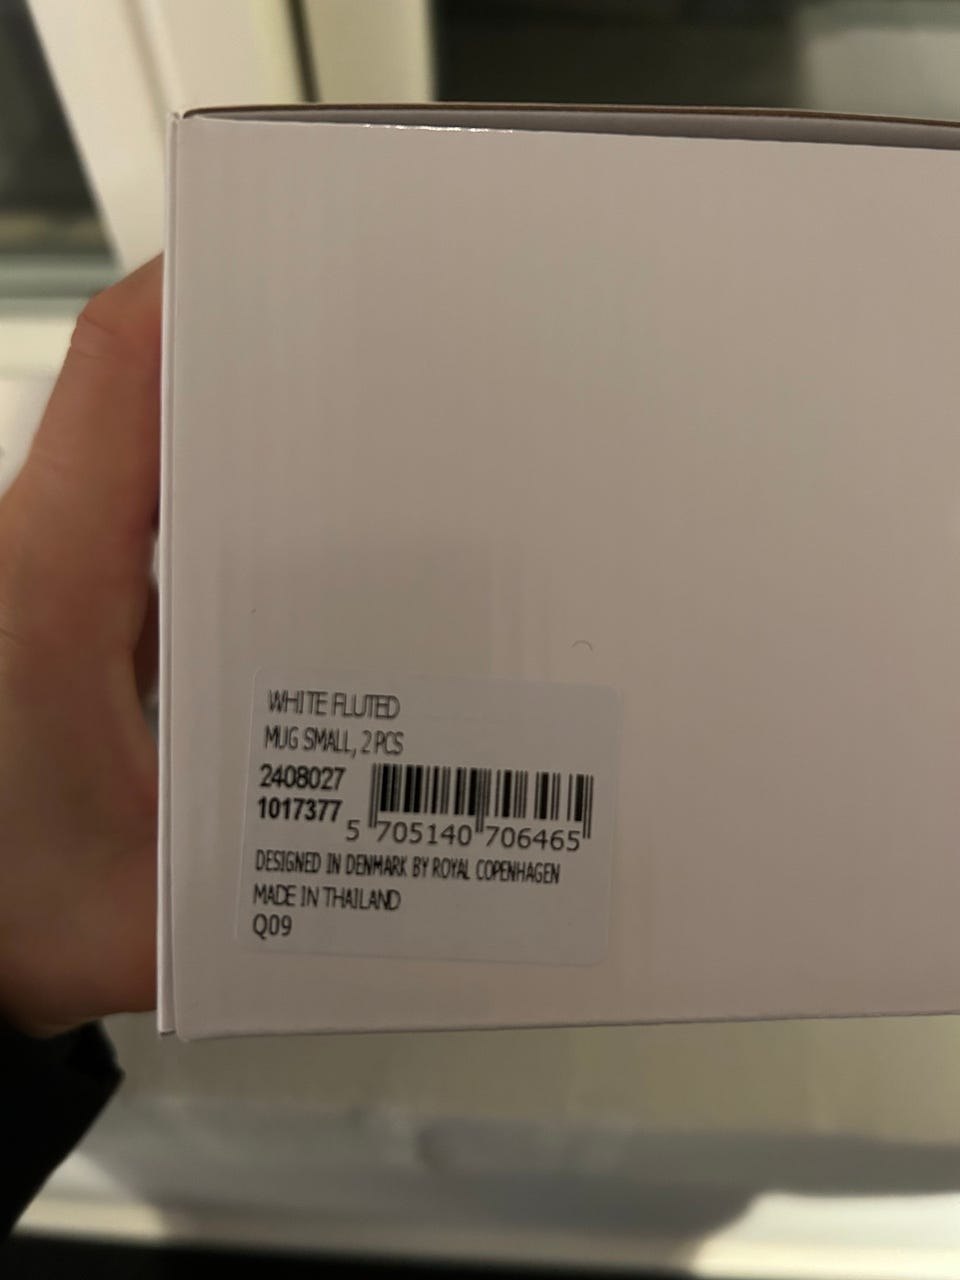 WHITE FLUTED
MUG SMALL, 2 PCS
2408027
1017377
5 705140 706465
DESIGNED IN DENMARK BY ROYAL COPENHAGEN
MADE IN THAILAND
Q09